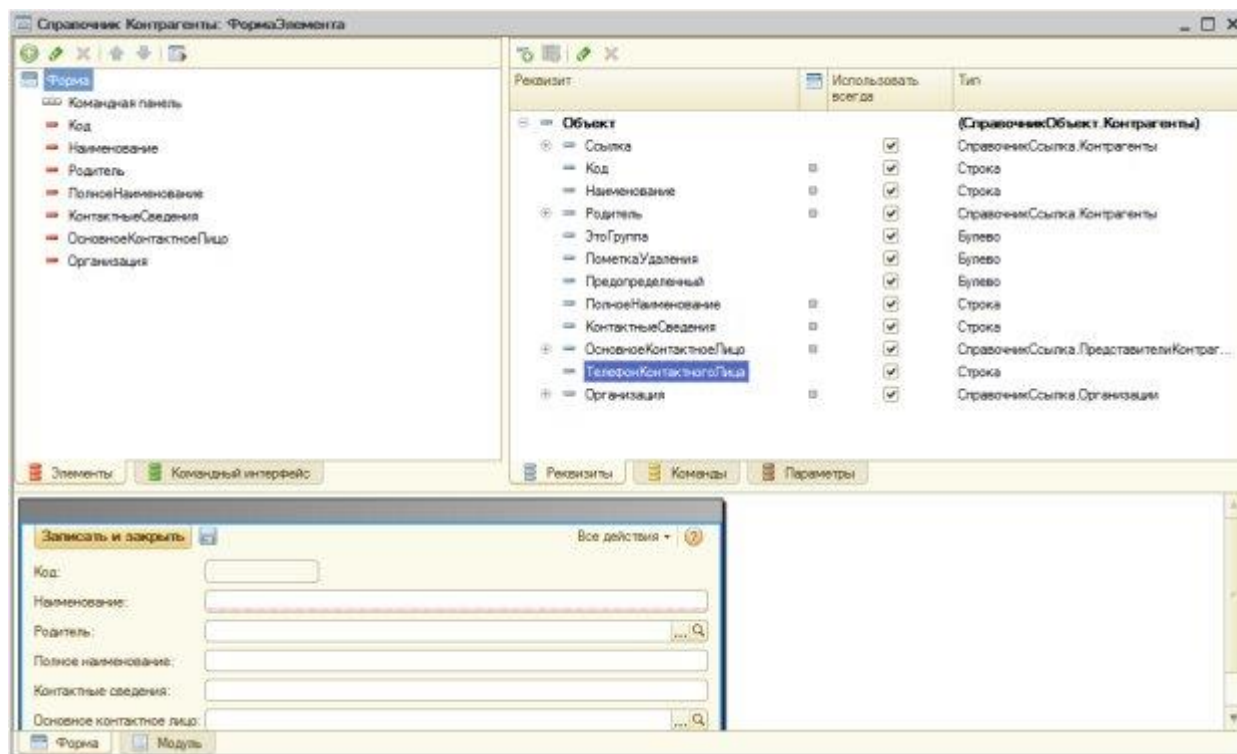 Справочник Контрагенты: ФормаЭлемента
Форма
Командная панель
Код
Наименование
Родитель
ПолноеНаименование
КонтактныеСведения
ОсновноеКонтактноеЛицо
Организация
Элементы Командный интерфейс
Реквизит Использовать всегда Тип
Объект (СправочникОбъект.Контрагенты)
Ссылка СправочникСсылка.Контрагенты
Код Строка
Наименование Строка
Родитель СправочникСсылка.Контрагенты
ЭтоГруппа Булево
ПометкаУдаления Булево
Предопределенный Булево
ПолноеНаименование Строка
КонтактныеСведения Строка
ОсновноеКонтактноеЛицо СправочникСсылка.ПредставителиКонтраг...
ТелефонКонтактногоЛица Строка
Организация СправочникСсылка.Организации
Реквизиты Команды Параметры
Записать и закрыть Все действия
Код:
Наименование:
Родитель:
Полное наименование:
Контактные сведения:
Основное контактное лицо:
Форма Модуль